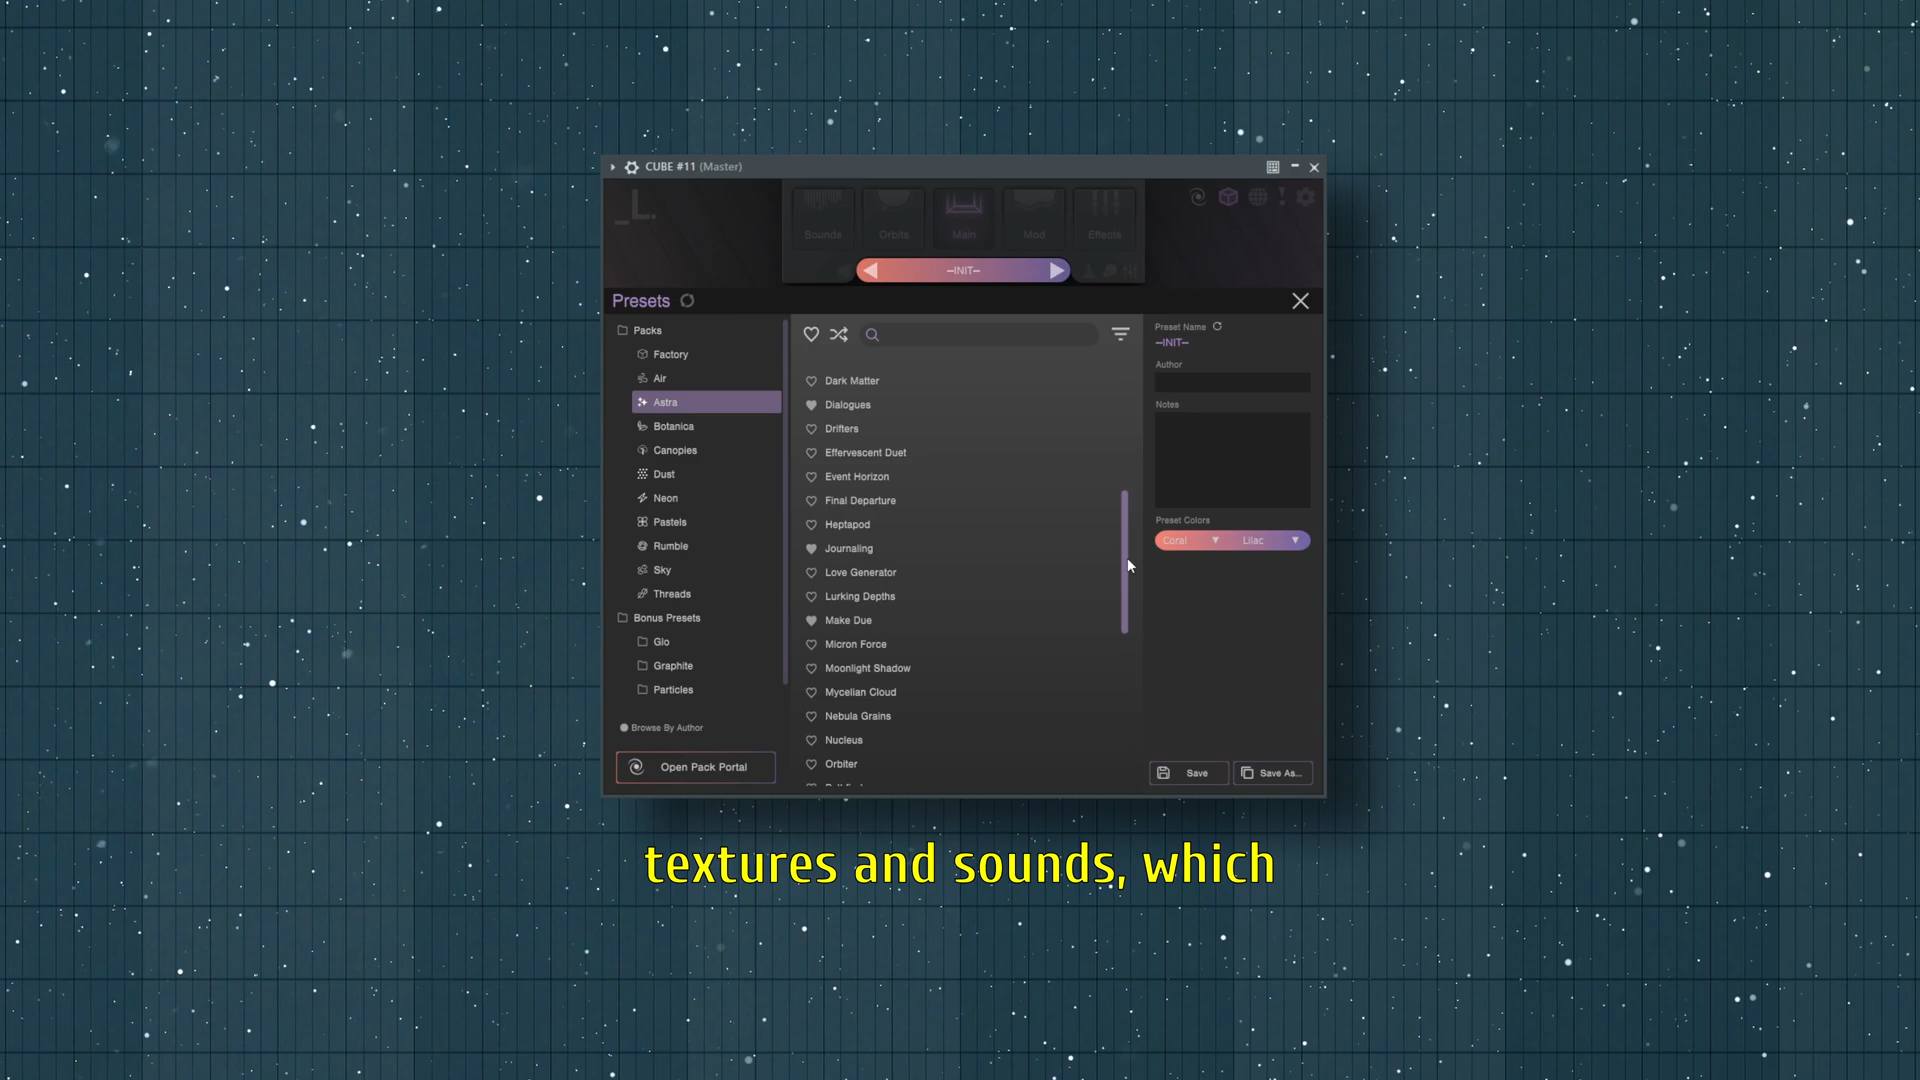 CUBE #11 (Master)
_L.
Sounds
Orbits
Main
Mod
Effects
–INIT–
Presets
Packs
Factory
Air
Astra
Botanica
Canopies
Dust
Neon
Pastels
Rumble
Sky
Threads
Bonus Presets
Glo
Graphite
Particles
Browse By Author
Open Pack Portal
Dark Matter
Dialogues
Drifters
Effervescent Duet
Event Horizon
Final Departure
Heptapod
Journaling
Love Generator
Lurking Depths
Make Due
Micron Force
Moonlight Shadow
Mycelian Cloud
Nebula Grains
Nucleus
Orbiter
Preset Name
–INIT–
Author
Notes
Preset Colors
Coral
Lilac
Save
Save As...
textures and sounds, which